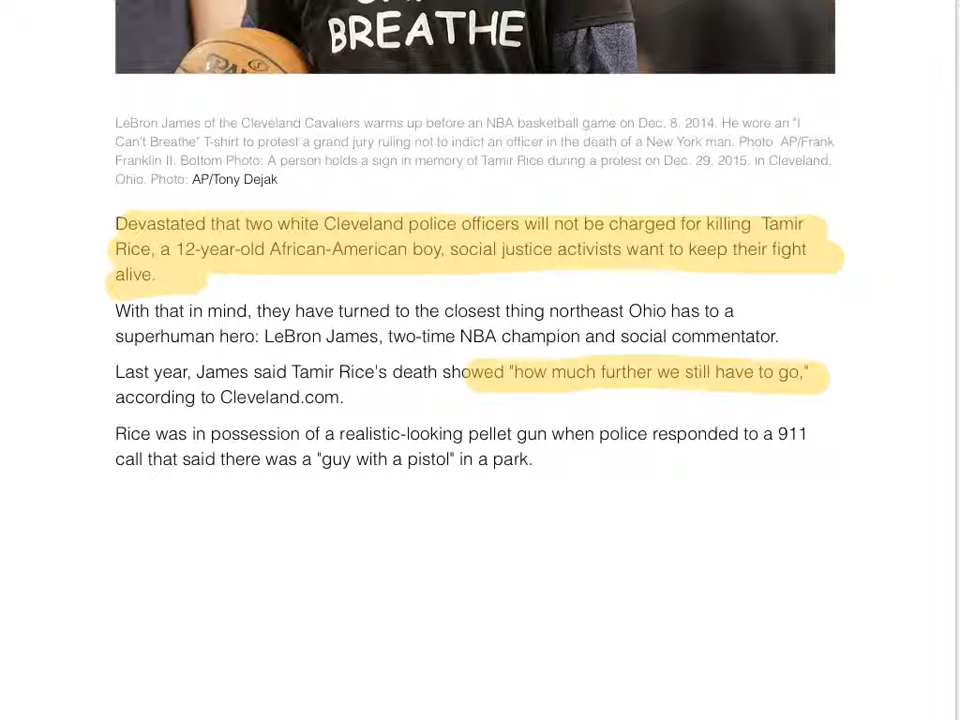 BREATHE
LeBron James of the Cleveland Cavaliers warms up before an NBA basketball game on Dec. 8. 2014. He wore an "I
Can't Breathe" T-shirt to protest a grand jury ruling not to indict an officer in the death of a New York man. Photo AP/Frank
Franklin II. Bottom Photo: A person holds a sign in memory of Tamir Rice during a protest on Dec. 29. 2015. in Cleveland.
Ohio. Photo: AP/Tony Dejak
Devastated that two white Cleveland police officers will not be charged for killing Tamir
Rice, a 12-year-old African-American boy, social justice activists want to keep their fight
alive.
With that in mind, they have turned to the closest thing northeast Ohio has to a
superhuman hero: LeBron James, two-time NBA champion and social commentator.
Last year, James said Tamir Rice's death showed "how much further we still have to go,"
according to Cleveland.com.
Rice was in possession of a realistic-looking pellet gun when police responded to a 911
call that said there was a "guy with a pistol" in a park.